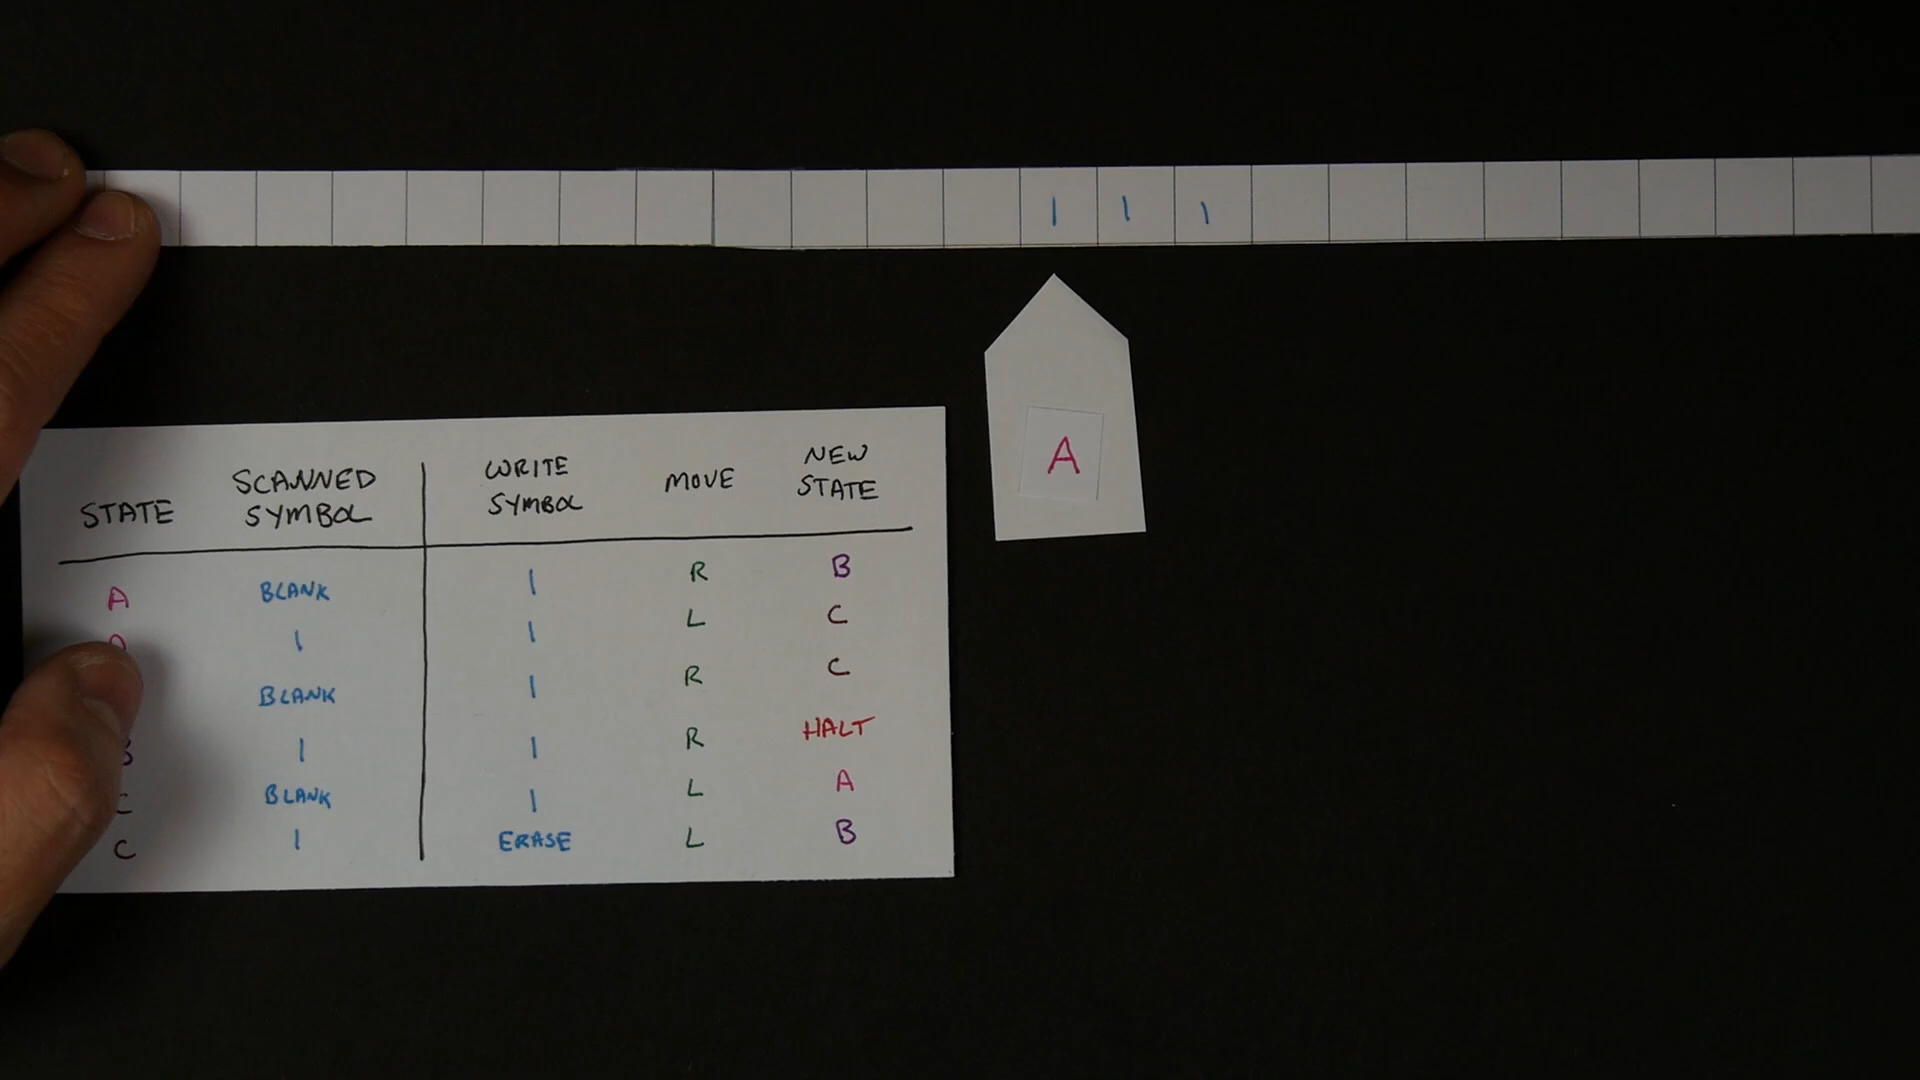 1 1 1
A
STATE SCANNED SYMBOL WRITE SYMBOL MOVE NEW STATE
A BLANK 1 R B
A 1 1 L C
BLANK 1 R C
B 1 1 R HALT
C BLANK 1 L A
C 1 ERASE L B